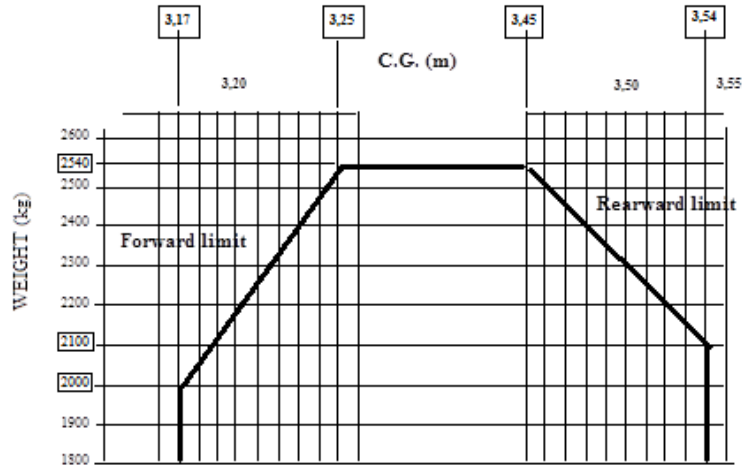 3,17 3,25 3,45 3,54
C.G. (m)
3,20 3,50 3,55
2600
2540
2500
2400
2300
2200
2100
2000
1900
1800
WEIGHT (kg)
Forward limit
Rearward limit